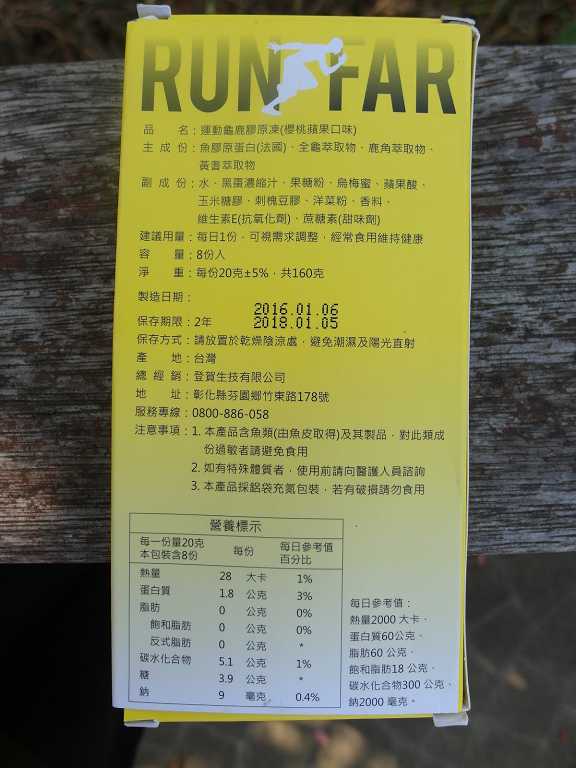 RUN FAR
品　　名：運動龜鹿膠原凍(櫻桃蘋果口味)
主 成 份：魚膠原蛋白(法國)、全龜萃取物、鹿角萃取物、
黃耆萃取物
副 成 份：水、黑棗濃縮汁、果糖粉、烏梅蜜、蘋果酸、
玉米糖膠、刺槐豆膠、洋菜粉、香料、
維生素E(抗氧化劑)、蔗糖素(甜味劑)
建議用量：每日1份，可視需求調整，經常食用維持健康
容　　量：8份入
淨　　重：每份20克±5%，共160克
製造日期：
2016.01.06
保存期限：2年
2018.01.05
保存方式：請放置於乾燥陰涼處，避免潮濕及陽光直射
產　　地：台灣
總 經 銷：登賀生技有限公司
地　　址：彰化縣芬園鄉竹東路178號
服務專線：0800-886-058
注意事項：1. 本產品含魚類(由魚皮取得)及其製品，對此類成
份過敏者請避免食用
2. 如有特殊體質者，使用前請向醫護人員諮詢
3. 本產品採鋁袋充氮包裝，若有破損請勿食用
營養標示
每一份量20克
本包裝含8份
每份
每日參考值
百分比
熱量 28 大卡 1%
蛋白質 1.8 公克 3%
脂肪 0 公克 0%
飽和脂肪 0 公克 0%
反式脂肪 0 公克 *
碳水化合物 5.1 公克 1%
糖 3.9 公克 *
鈉 9 毫克 0.4%
每日參考值：
熱量2000 大卡、
蛋白質60公克、
脂肪60 公克、
飽和脂肪18 公克、
碳水化合物300 公克、
鈉2000 毫克。